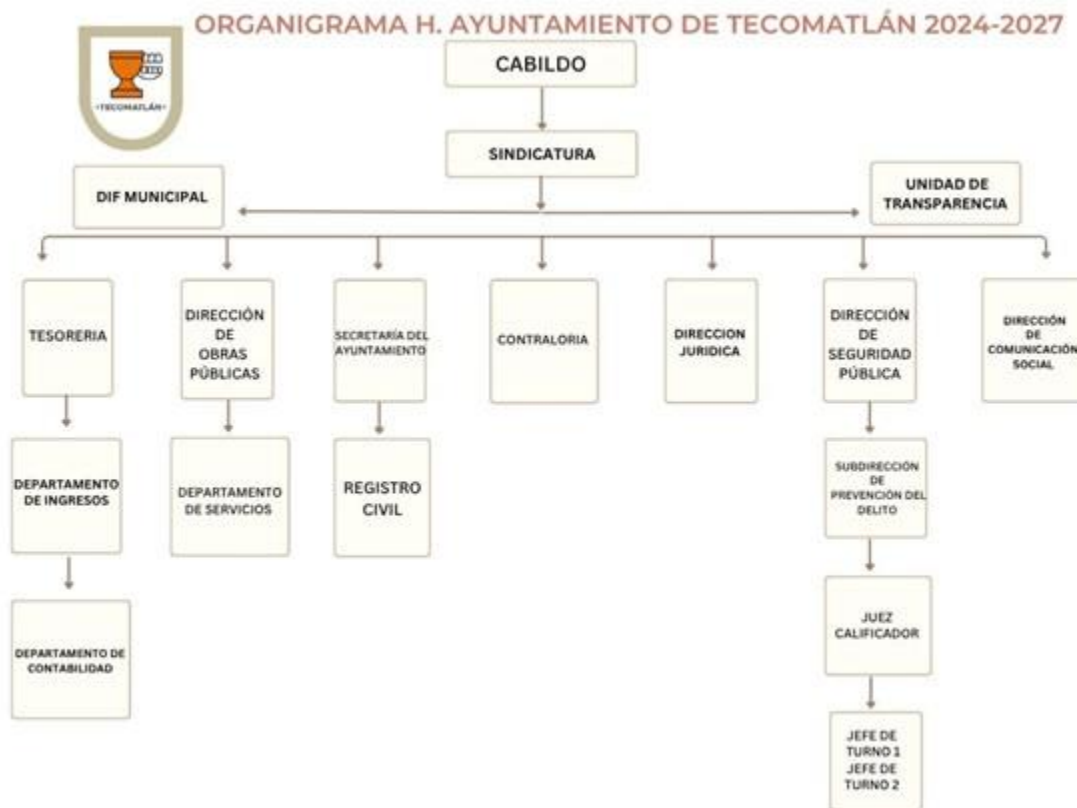 ORGANIGRAMA H. AYUNTAMIENTO DE TECOMATLÁN 2024-2027
•TECOMATLÁN•
CABILDO
SINDICATURA
DIF MUNICIPAL
UNIDAD DE
TRANSPARENCIA
TESORERIA
DIRECCIÓN
DE
OBRAS
PÚBLICAS
SECRETARÍA DEL
AYUNTAMIENTO
CONTRALORIA
DIRECCION
JURIDICA
DIRECCIÓN
DE
SEGURIDAD
PÚBLICA
DIRECCIÓN
DE
COMUNICACIÓN
SOCIAL
DEPARTAMENTO
DE INGRESOS
DEPARTAMENTO
DE SERVICIOS
REGISTRO
CIVIL
SUBDIRECCIÓN
DE
PREVENCIÓN DEL
DELITO
DEPARTAMENTO DE
CONTABILIDAD
JUEZ
CALIFICADOR
JEFE DE
TURNO 1
JEFE DE
TURNO 2